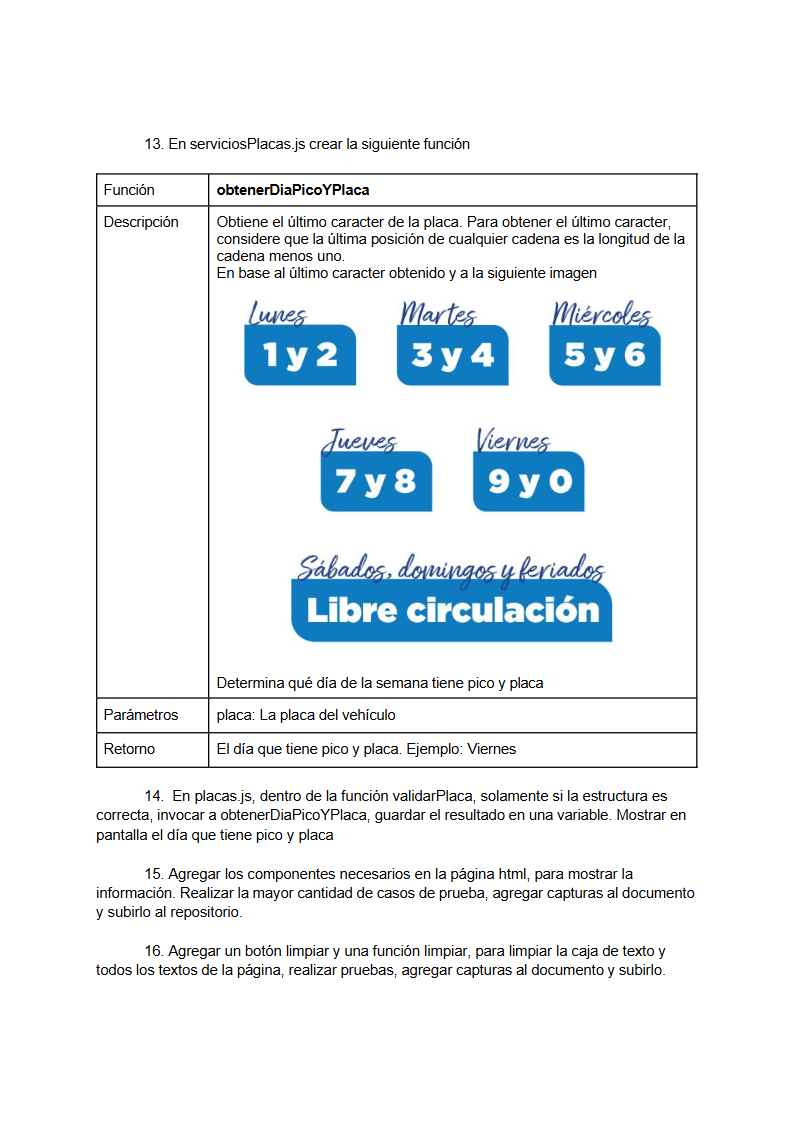 13. En serviciosPlacas.js crear la siguiente función
Función
obtenerDiaPicoYPlaca
Descripción
Obtiene el último caracter de la placa. Para obtener el último caracter,
considere que la última posición de cualquier cadena es la longitud de la
cadena menos uno.
En base al último caracter obtenido y a la siguiente imagen
Lunes
1 y 2
Martes
3 y 4
Miércoles
5 y 6
Jueves
7 y 8
Viernes
9 y 0
Sábados, domingos y feriados
Libre circulación
Determina qué día de la semana tiene pico y placa
Parámetros
placa: La placa del vehículo
Retorno
El día que tiene pico y placa. Ejemplo: Viernes
14. En placas.js, dentro de la función validarPlaca, solamente si la estructura es
correcta, invocar a obtenerDiaPicoYPlaca, guardar el resultado en una variable. Mostrar en
pantalla el día que tiene pico y placa
15. Agregar los componentes necesarios en la página html, para mostrar la
información. Realizar la mayor cantidad de casos de prueba, agregar capturas al documento
y subirlo al repositorio.
16. Agregar un botón limpiar y una función limpiar, para limpiar la caja de texto y
todos los textos de la página, realizar pruebas, agregar capturas al documento y subirlo.